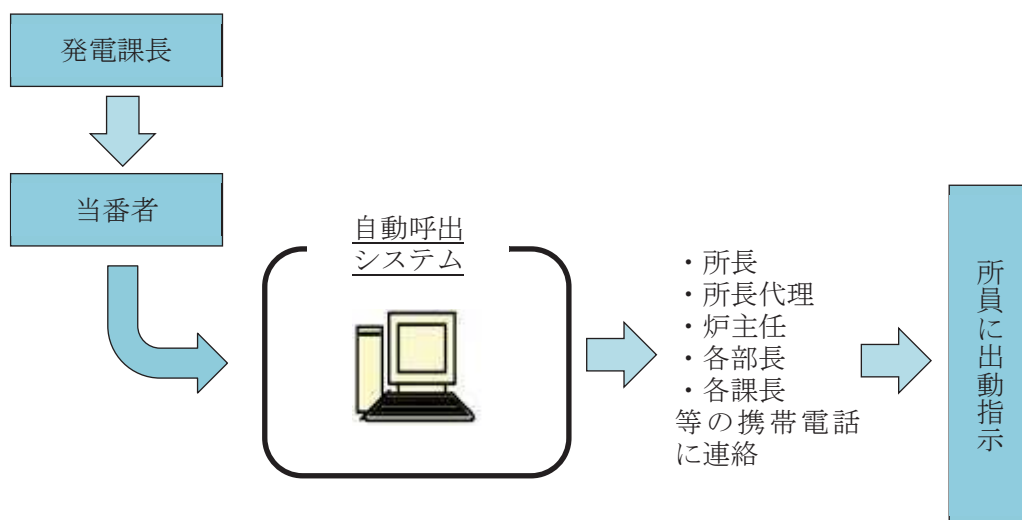 発電課長
当番者
自動呼出
システム
・所長
・所長代理
・炉主任
・各部長
・各課長
等の携帯電話
に連絡
所員に出動指示